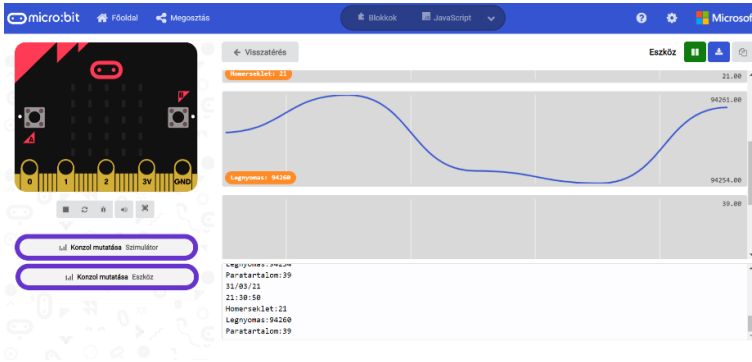 micro:bit Főoldal Megosztás Blokkok JavaScript Microsoft
Visszatérés Eszköz
Homerseklet: 21
21.00
94261.00
Legnyomas: 94260
94254.00
39.00
A
B
0 1 2 3V GND
Konzol mutatása Szimulátor
Konzol mutatása Eszköz
Legnyomas:94254
Paratartalom:39
31/03/21
21:30:50
Homerseklet:21
Legnyomas:94260
Paratartalom:39